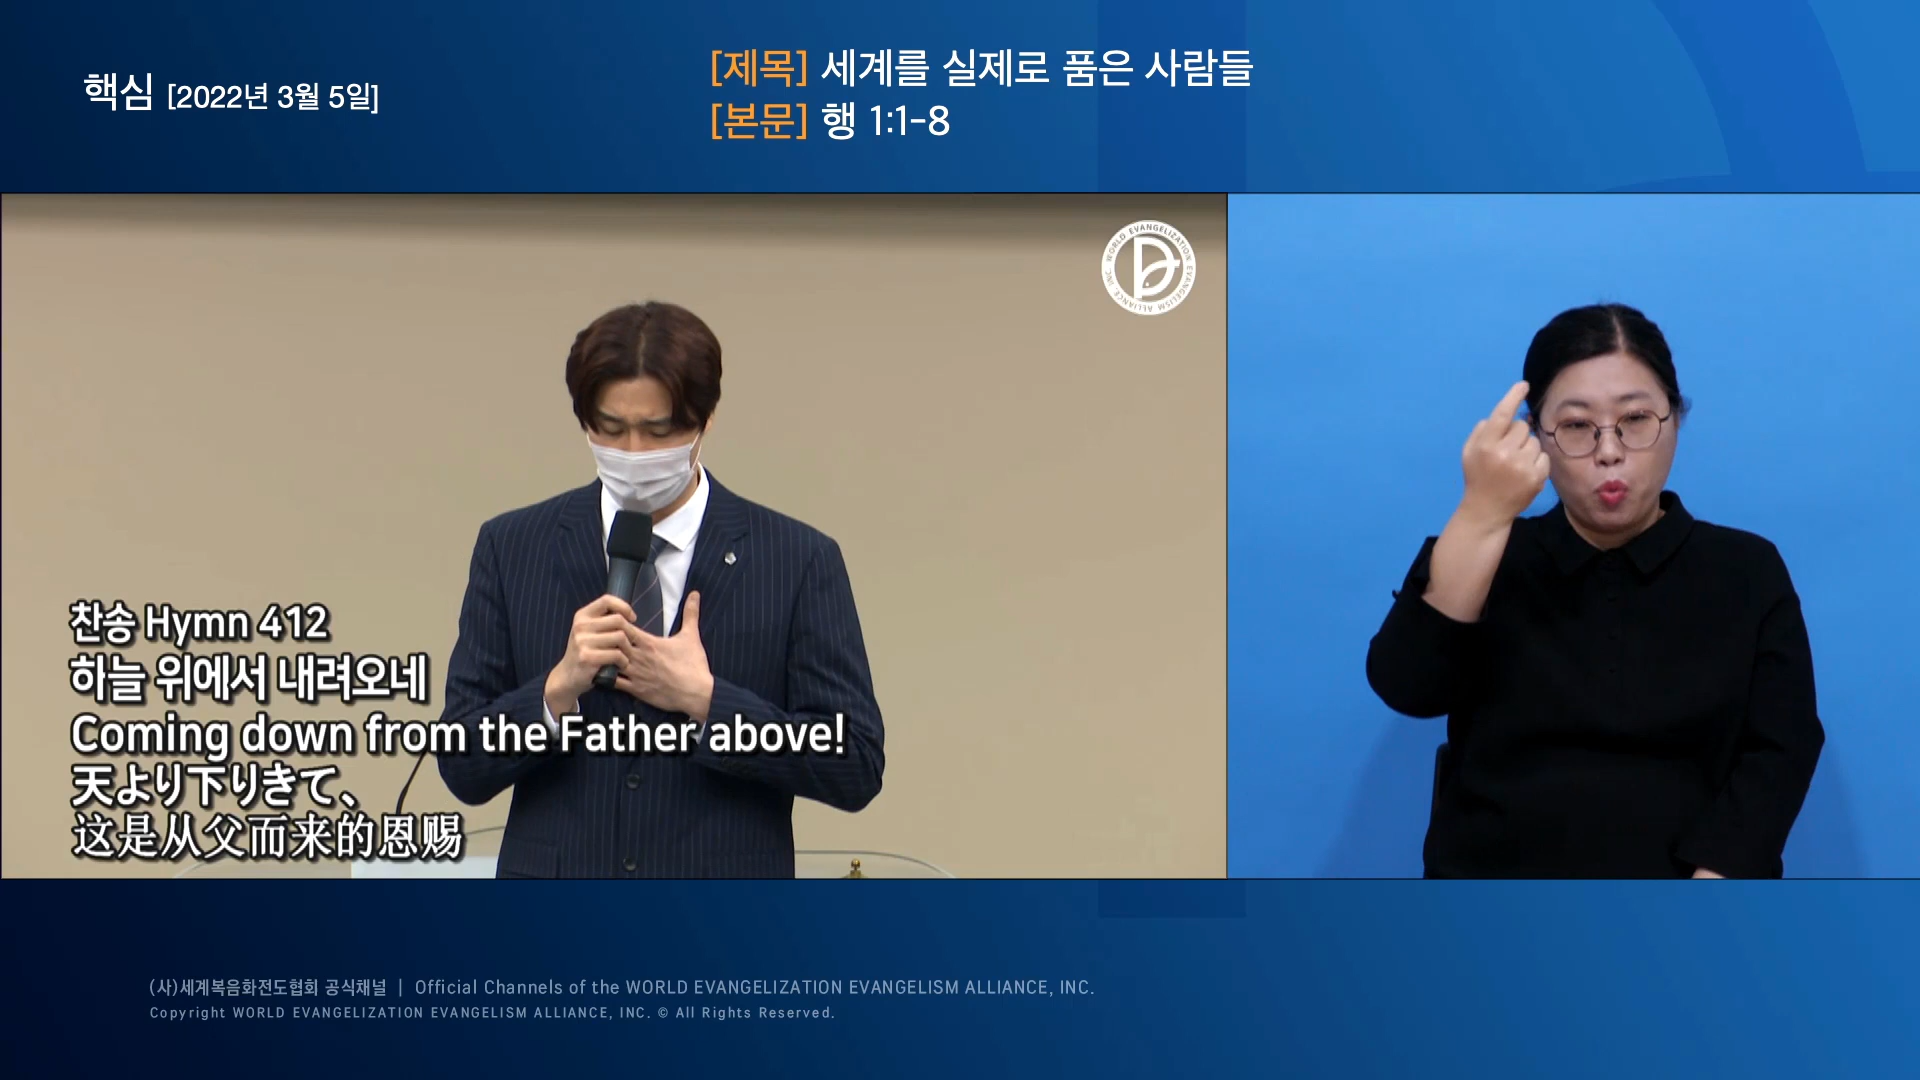 핵심 [2022년 3월 5일]
[제목] 세계를 실제로 품은 사람들
[본문] 행 1:1-8
WORLD EVANGELIZATION EVANGELISM ALLIANCE, INC.
찬송 Hymn 412
하늘 위에서 내려오네
Coming down from the Father above!
天より下りきて、
这是从父而来的恩赐
(사)세계복음화전도협회 공식채널 | Official Channels of the WORLD EVANGELIZATION EVANGELISM ALLIANCE, INC.
Copyright WORLD EVANGELIZATION EVANGELISM ALLIANCE, INC. © All Rights Reserved.